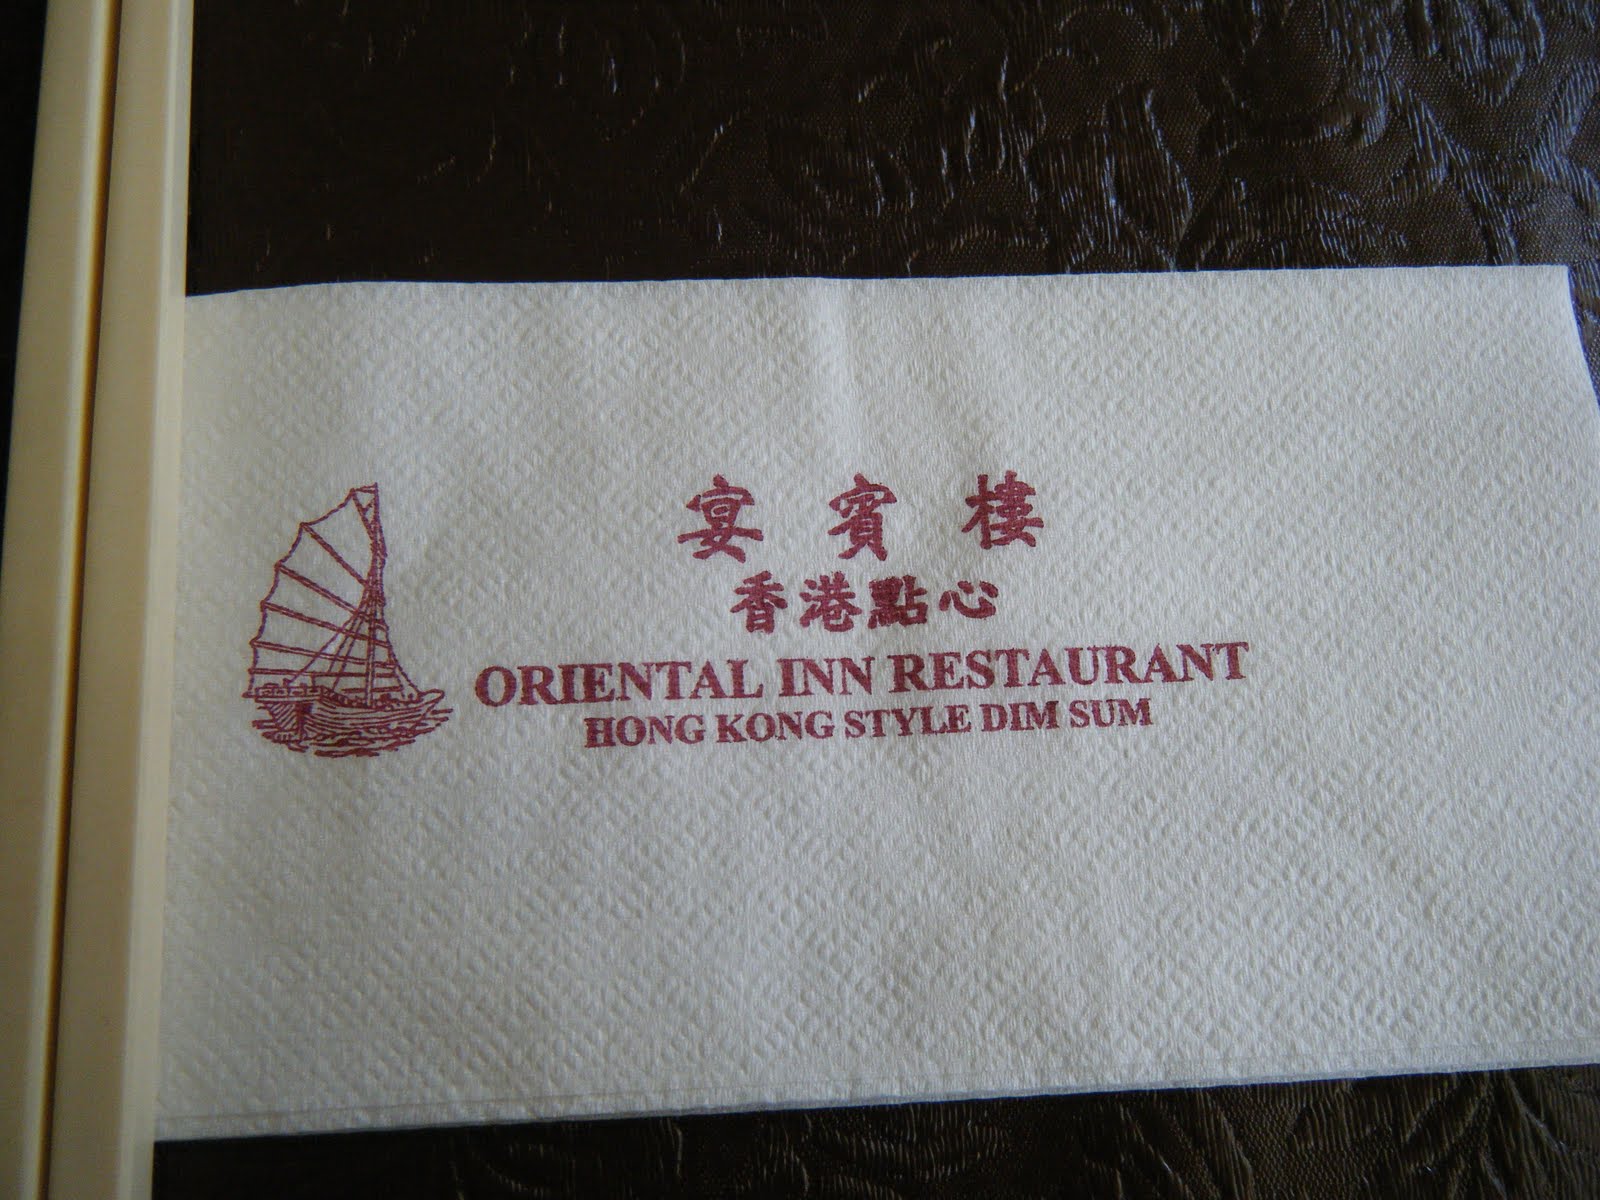 宴賓樓
香港點心
ORIENTAL INN RESTAURANT
HONG KONG STYLE DIM SUM